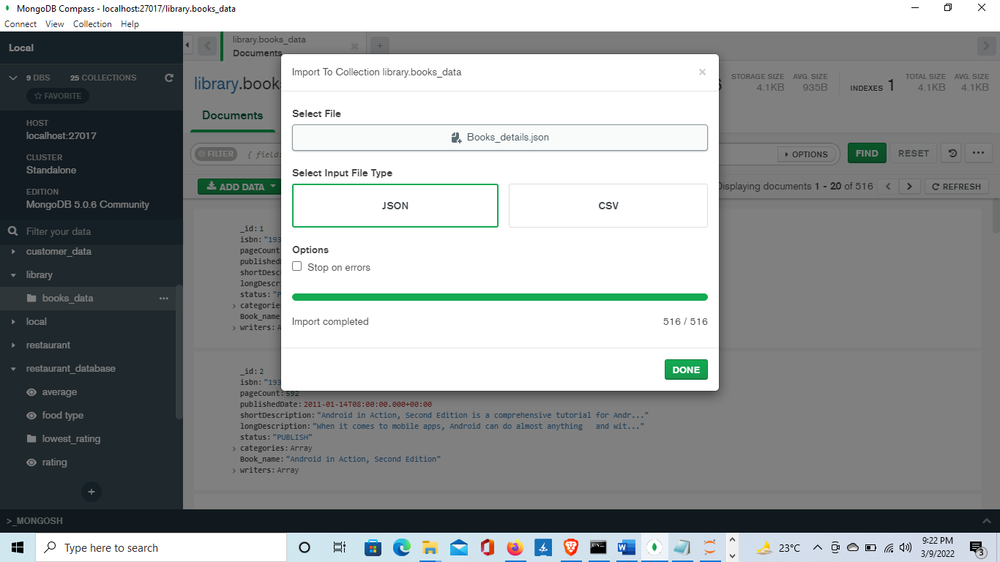 MongoDB Compass - localhost:27017/library.books_data
Connect View Collection Help
Local
9 DBS 25 COLLECTIONS
FAVORITE
HOST
localhost:27017
CLUSTER
Standalone
EDITION
MongoDB 5.0.6 Community
Filter your data
customer_data
library
books_data
local
restaurant
restaurant_database
average
food type
lowest_rating
rating
>_MONGOSH
library.books_data
Documents
library.books
6
STORAGE SIZE
4.1KB
AVG. SIZE
935B
INDEXES 1
TOTAL SIZE
4.1KB
AVG. SIZE
4.1KB
Documents
FILTER { field:
OPTIONS
FIND
RESET
ADD DATA
Displaying documents 1 - 20 of 516
REFRESH
Import To Collection library.books_data
Select File
Books_details.json
Select Input File Type
JSON
CSV
Options
Stop on errors
Import completed
516 / 516
DONE
_id: 1
isbn: "193
pageCount
published
shortDesc
longDescr
status: "P
categories
Book_name
writers: A
_id: 2
isbn: "193
pageCount: 592
publishedDate: 2011-01-14T08:00:00.000+00:00
shortDescription: "Android in Action, Second Edition is a comprehensive tutorial for Andr..."
longDescription: "When it comes to mobile apps, Android can do almost anything   and wit..."
status: "PUBLISH"
categories: Array
Book_name: "Android in Action, Second Edition"
writers: Array
Type here to search
23°C
9:22 PM
3/9/2022
3